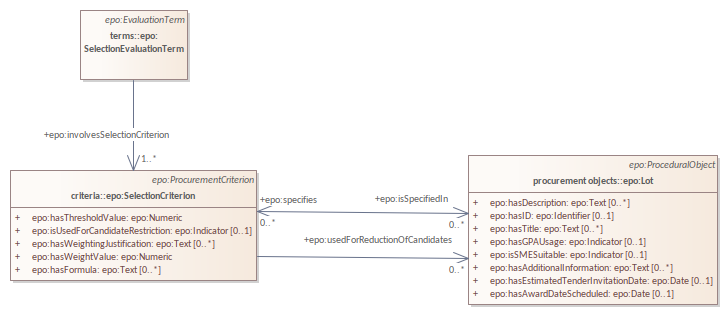 epo:EvaluationTerm
terms::epo:
SelectionEvaluationTerm
+epo:involvesSelectionCriterion
1..*
epo:ProcurementCriterion
criteria::epo:SelectionCriterion
+ epo:hasThresholdValue: epo:Numeric
+ epo:isUsedForCandidateRestriction: epo:Indicator [0..1]
+ epo:hasWeightingJustification: epo:Text [0..*]
+ epo:hasWeightValue: epo:Numeric
+ epo:hasFormula: epo:Text [0..*]
+epo:specifies
0..*
+epo:isSpecifiedIn
0..*
+epo:usedForReductionOfCandidates
0..*
epo:ProceduralObject
procurement objects::epo:Lot
+ epo:hasDescription: epo:Text [0..*]
+ epo:hasID: epo:Identifier [0..1]
+ epo:hasTitle: epo:Text [0..*]
+ epo:hasGPAUsage: epo:Indicator [0..1]
+ epo:isSMESuitable: epo:Indicator [0..1]
+ epo:hasAdditionalInformation: epo:Text [0..*]
+ epo:hasEstimatedTenderInvitationDate: epo:Date [0..1]
+ epo:hasAwardDateScheduled: epo:Date [0..1]